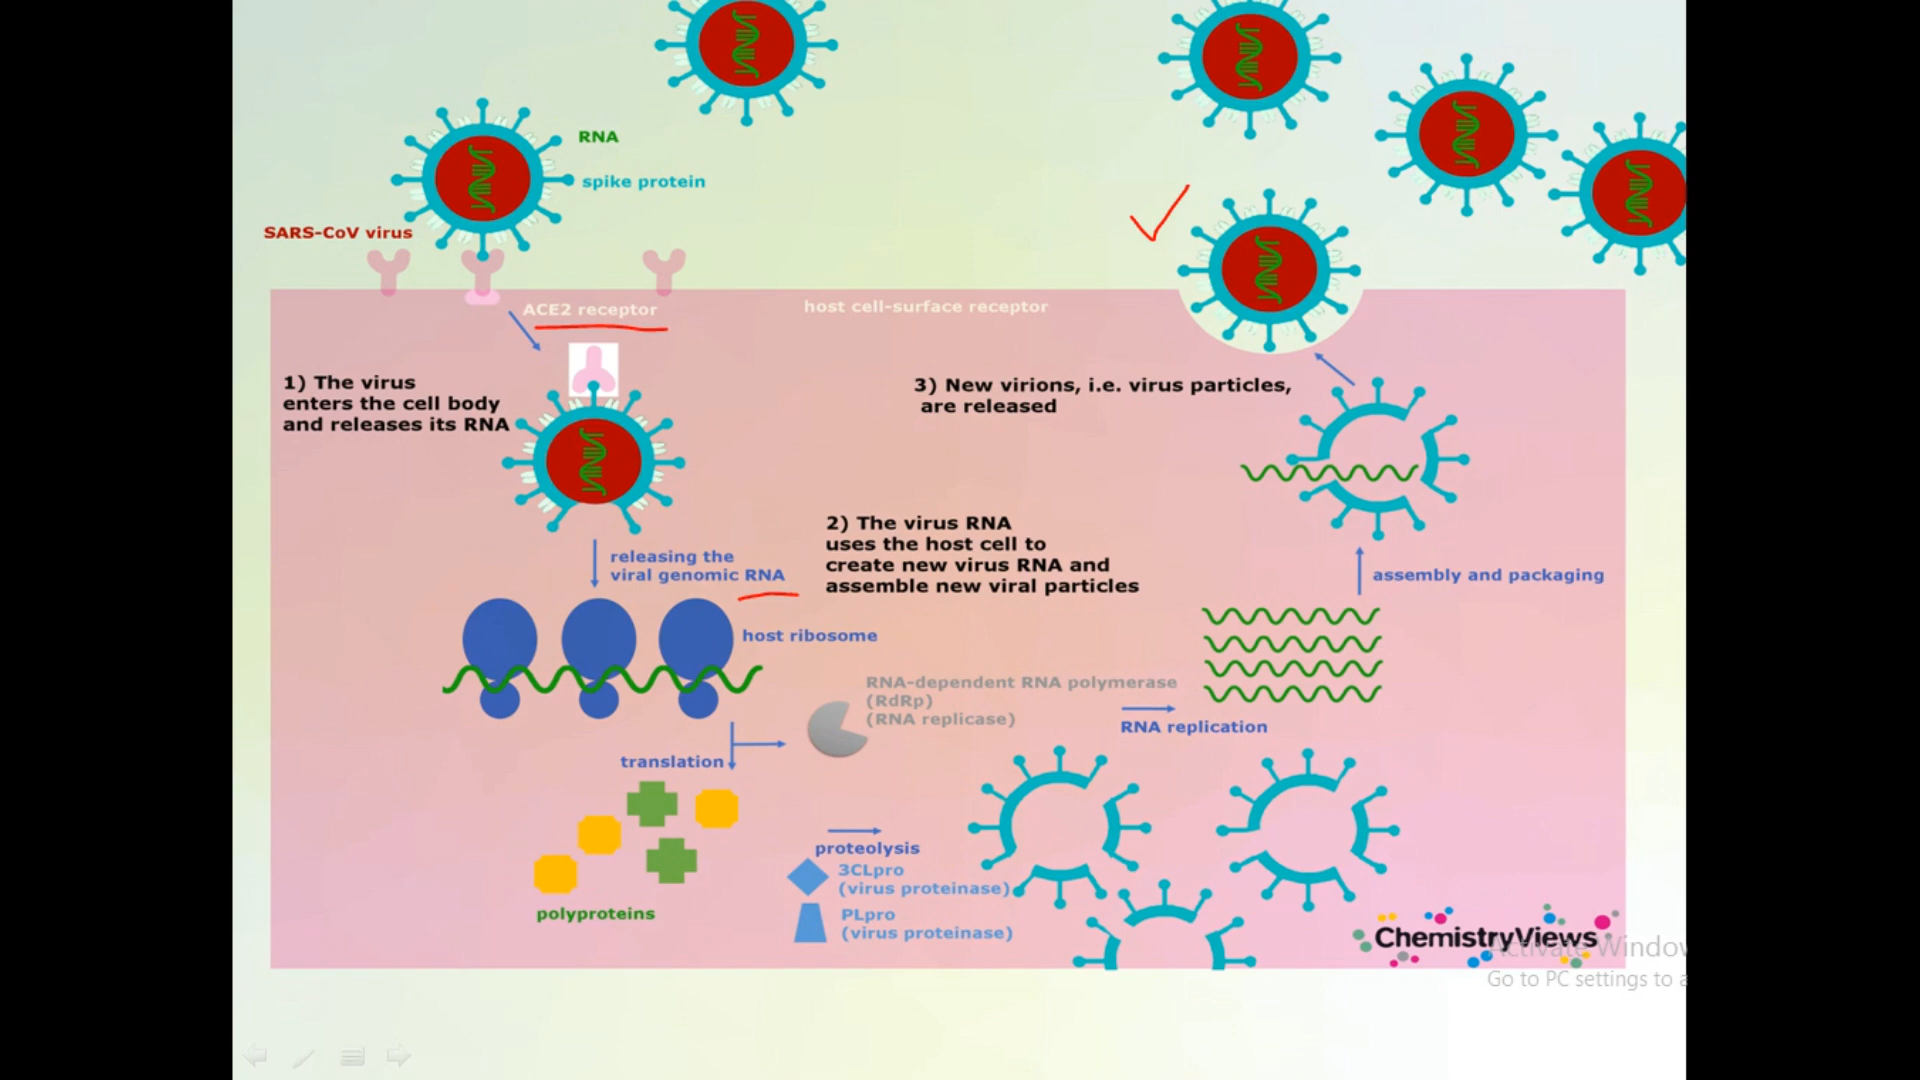 RNA
spike protein
SARS-CoV virus
ACE2 receptor
host cell-surface receptor
1) The virus
enters the cell body
and releases its RNA
3) New virions, i.e. virus particles,
are released
2) The virus RNA
uses the host cell to
create new virus RNA and
assemble new viral particles
releasing the
viral genomic RNA
assembly and packaging
host ribosome
RNA-dependent RNA polymerase
(RdRp)
(RNA replicase)
RNA replication
translation
proteolysis
3CLpro
(virus proteinase)
PLpro
(virus proteinase)
polyproteins
ChemistryViews
Activate Window
Go to PC settings to a